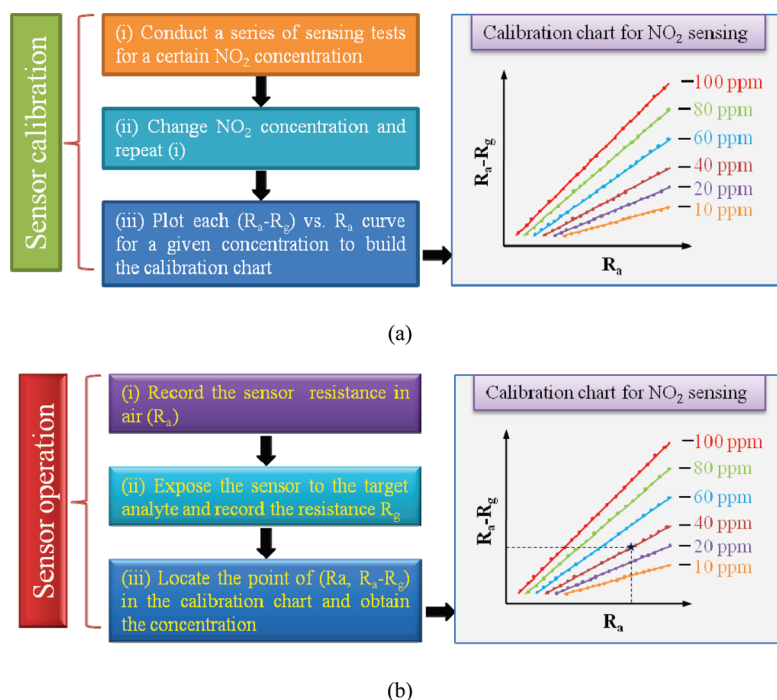 Sensor calibration
(i) Conduct a series of sensing tests
for a certain NO₂ concentration
(ii) Change NO₂ concentration and
repeat (i)
(iii) Plot each (Rₐ-R_g) vs. Rₐ curve
for a given concentration to build
the calibration chart
Calibration chart for NO₂ sensing
Rₐ-R_g
100 ppm
80 ppm
60 ppm
40 ppm
20 ppm
10 ppm
Rₐ
(a)
Sensor operation
(i) Record the sensor resistance in
air (Rₐ)
(ii) Expose the sensor to the target
analyte and record the resistance R_g
(iii) Locate the point of (Ra, Rₐ-R_g)
in the calibration chart and obtain
the concentration
Calibration chart for NO₂ sensing
Rₐ-R_g
100 ppm
80 ppm
60 ppm
40 ppm
20 ppm
10 ppm
Rₐ
(b)